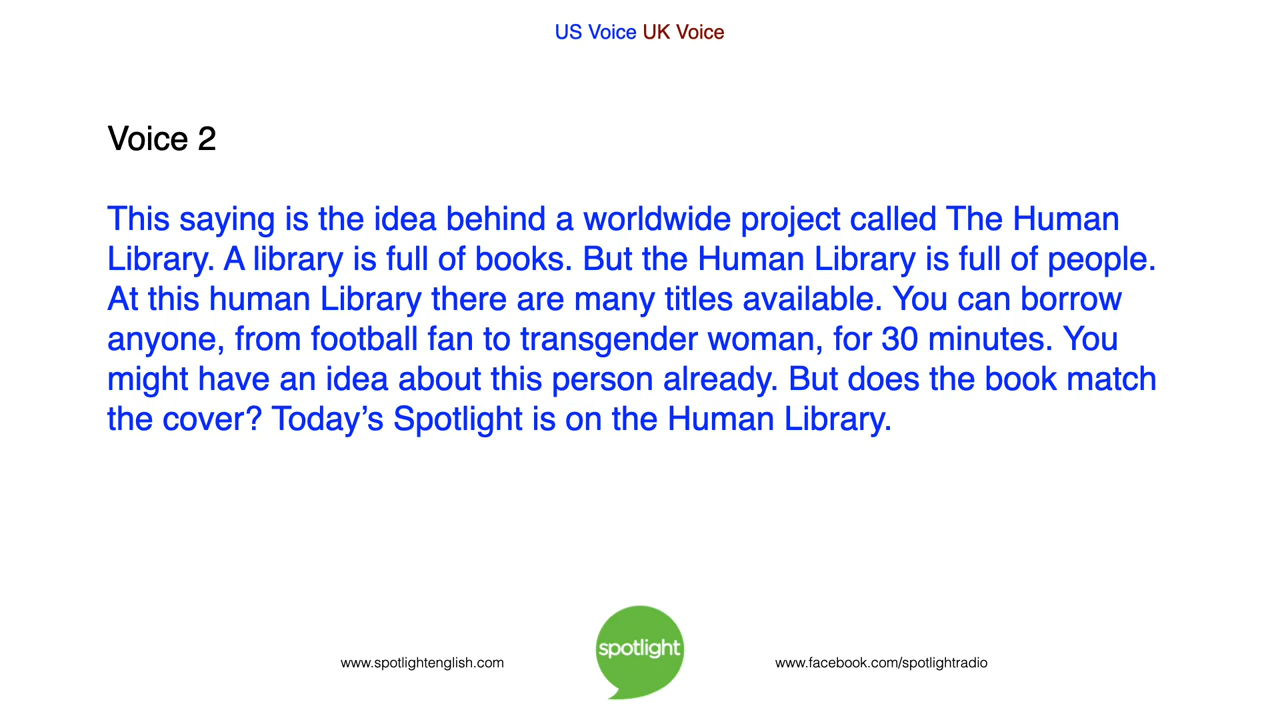 US Voice UK Voice
Voice 2
This saying is the idea behind a worldwide project called The Human
Library. A library is full of books. But the Human Library is full of people.
At this human Library there are many titles available. You can borrow
anyone, from football fan to transgender woman, for 30 minutes. You
might have an idea about this person already. But does the book match
the cover? Today’s Spotlight is on the Human Library.
spotlight
www.spotlightenglish.com
www.facebook.com/spotlightradio